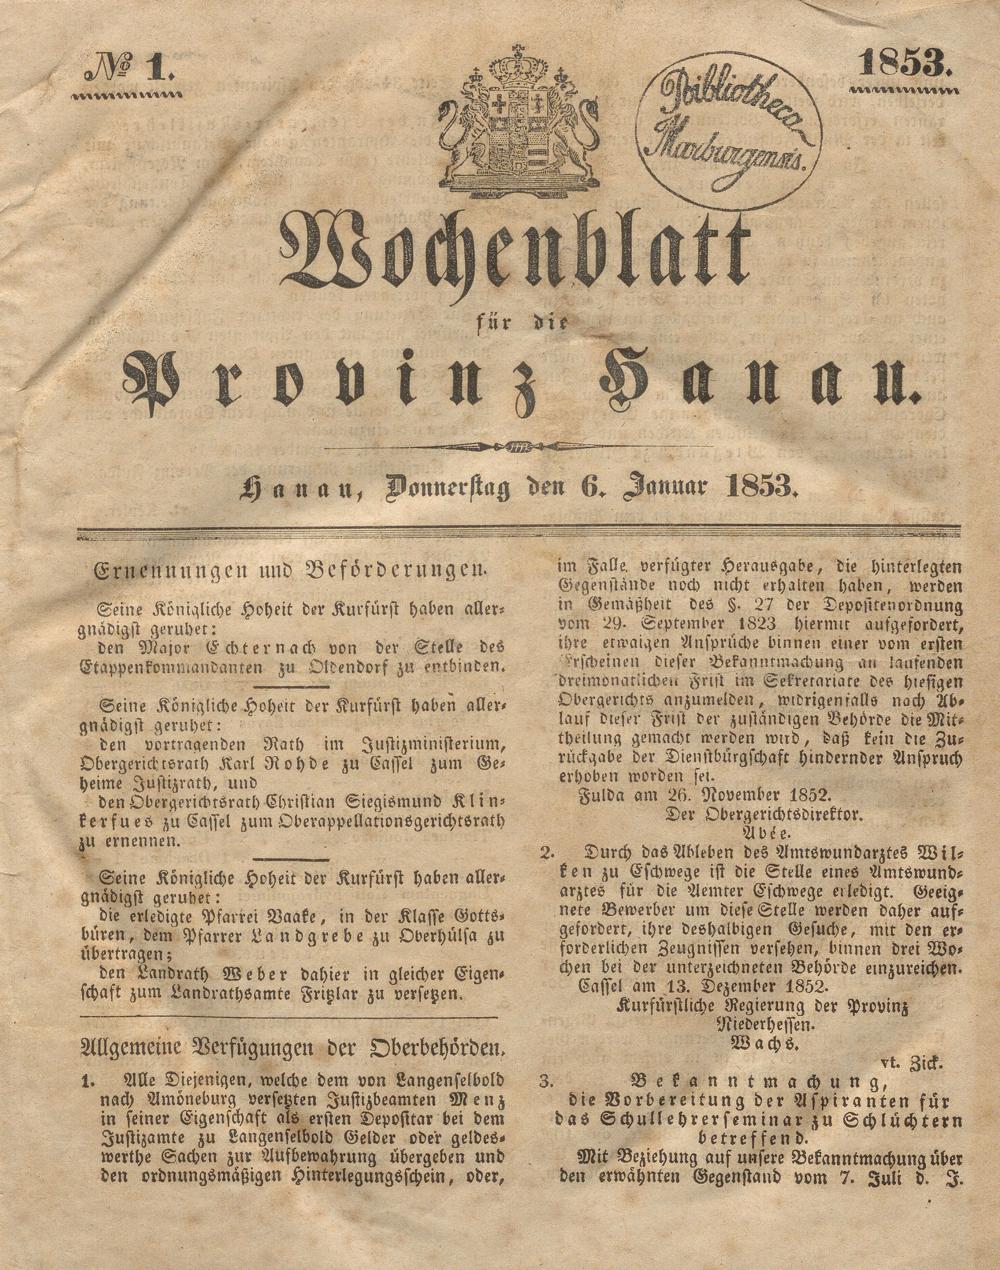 № 1.
1853.
Bibliotheca
Marburgensis.
Wochenblatt
für die
Provinz Hanau.
Hanau, Donnerstag den 6. Januar 1853.
Ernennungen und Beförderungen.
Seine Königliche Hoheit der Kurfürst haben aller-
gnädigst geruhet:
den Major Echternach von der Stelle des
Etappenkommandanten zu Oldendorf zu entbinden.
Seine Königliche Hoheit der Kurfürst haben aller-
gnädigst geruhet:
den vortragenden Rath im Justizministerium,
Obergerichtsrath Karl Rohde zu Cassel zum Ge-
heime Justizrath, und
den Obergerichtsrath Christian Siegismund Klin-
kerfues zu Cassel zum Oberappellationsgerichtsrath
zu ernennen.
Seine Königliche Hoheit der Kurfürst haben aller-
gnädigst geruhet:
die erledigte Pfarrei Vaake, in der Klasse Gotts-
büren, dem Pfarrer Landgrebe zu Oberhülsa zu
übertragen;
den Landrath Weber dahier in gleicher Eigen-
schaft zum Landrathsamte Fritzlar zu versetzen.
Allgemeine Verfügungen der Oberbehörden.
1. Alle Diejenigen, welche dem von Langenselbold
nach Amöneburg versetzten Justizbeamten Menz
in seiner Eigenschaft als ersten Depositar bei dem
Justizamte zu Langenselbold Gelder oder geldes-
werthe Sachen zur Aufbewahrung übergeben und
den ordnungsmäßigen Hinterlegungsschein, oder,
im Falle verfügter Herausgabe, die hinterlegten
Gegenstände noch nicht erhalten haben, werden
in Gemäßheit des §. 27 der Depositenordnung
vom 29. September 1823 hiermit aufgefordert,
ihre etwaigen Ansprüche binnen einer vom ersten
Erscheinen dieser Bekanntmachung an laufenden
dreimonatlichen Frist im Sekretariate des hiesigen
Obergerichts anzumelden, widrigenfalls nach Ab-
lauf dieser Frist der zuständigen Behörde die Mit-
theilung gemacht werden wird, daß kein die Zu-
rückgabe der Dienstbürgschaft hindernder Anspruch
erhoben worden sei.
Fulda am 26. November 1852.
Der Obergerichtsdirektor.
Abée.
2. Durch das Ableben des Amtswundarztes Wil-
ken zu Eschwege ist die Stelle eines Amtswund-
arztes für die Aemter Eschwege erledigt. Geeig-
nete Bewerber um diese Stelle werden daher auf-
gefordert, ihre deshalbigen Gesuche, mit den er-
forderlichen Zeugnissen versehen, binnen drei Wo-
chen bei der unterzeichneten Behörde einzureichen.
Cassel am 13. Dezember 1852.
Kurfürstliche Regierung der Provinz
Niederhessen.
Wachs.
vt. Zick.
3. Bekanntmachung,
die Vorbereitung der Aspiranten für
das Schullehrerseminar zu Schlüchtern
betreffend.
Mit Beziehung auf unsere Bekanntmachung über
den erwähnten Gegenstand vom 7. Juli d. J.